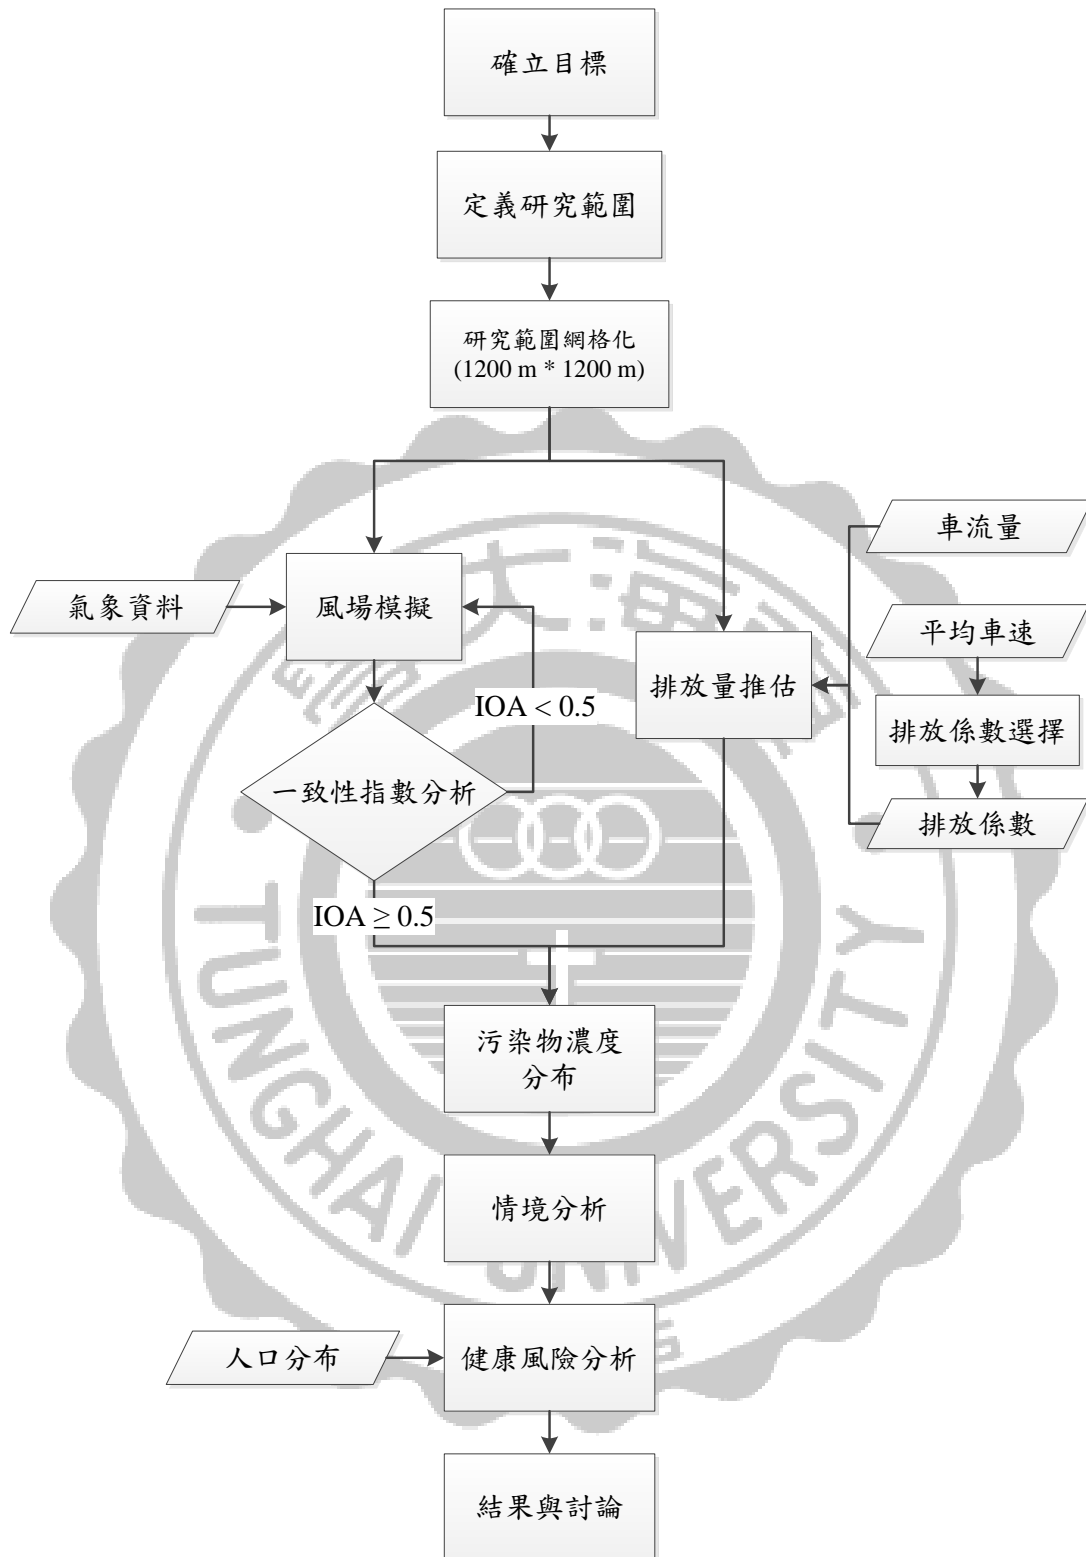 確立目標
定義研究範圍
研究範圍網格化
(1200 m * 1200 m)
車流量
氣象資料
風場模擬
平均車速
排放量推估
IOA < 0.5
排放係數選擇
一致性指數分析
排放係數
IOA ≥ 0.5
污染物濃度
分布
情境分析
人口分布
健康風險分析
結果與討論
TUNGHAI UNIVERSITY